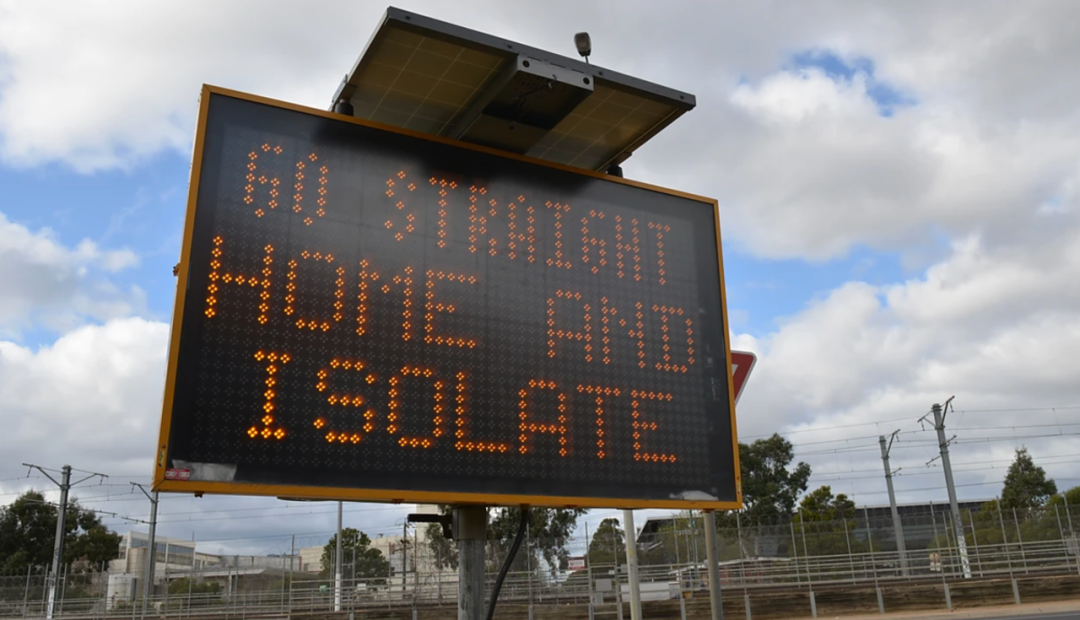 GO STRAIGHT
HOME AND
ISOLATE